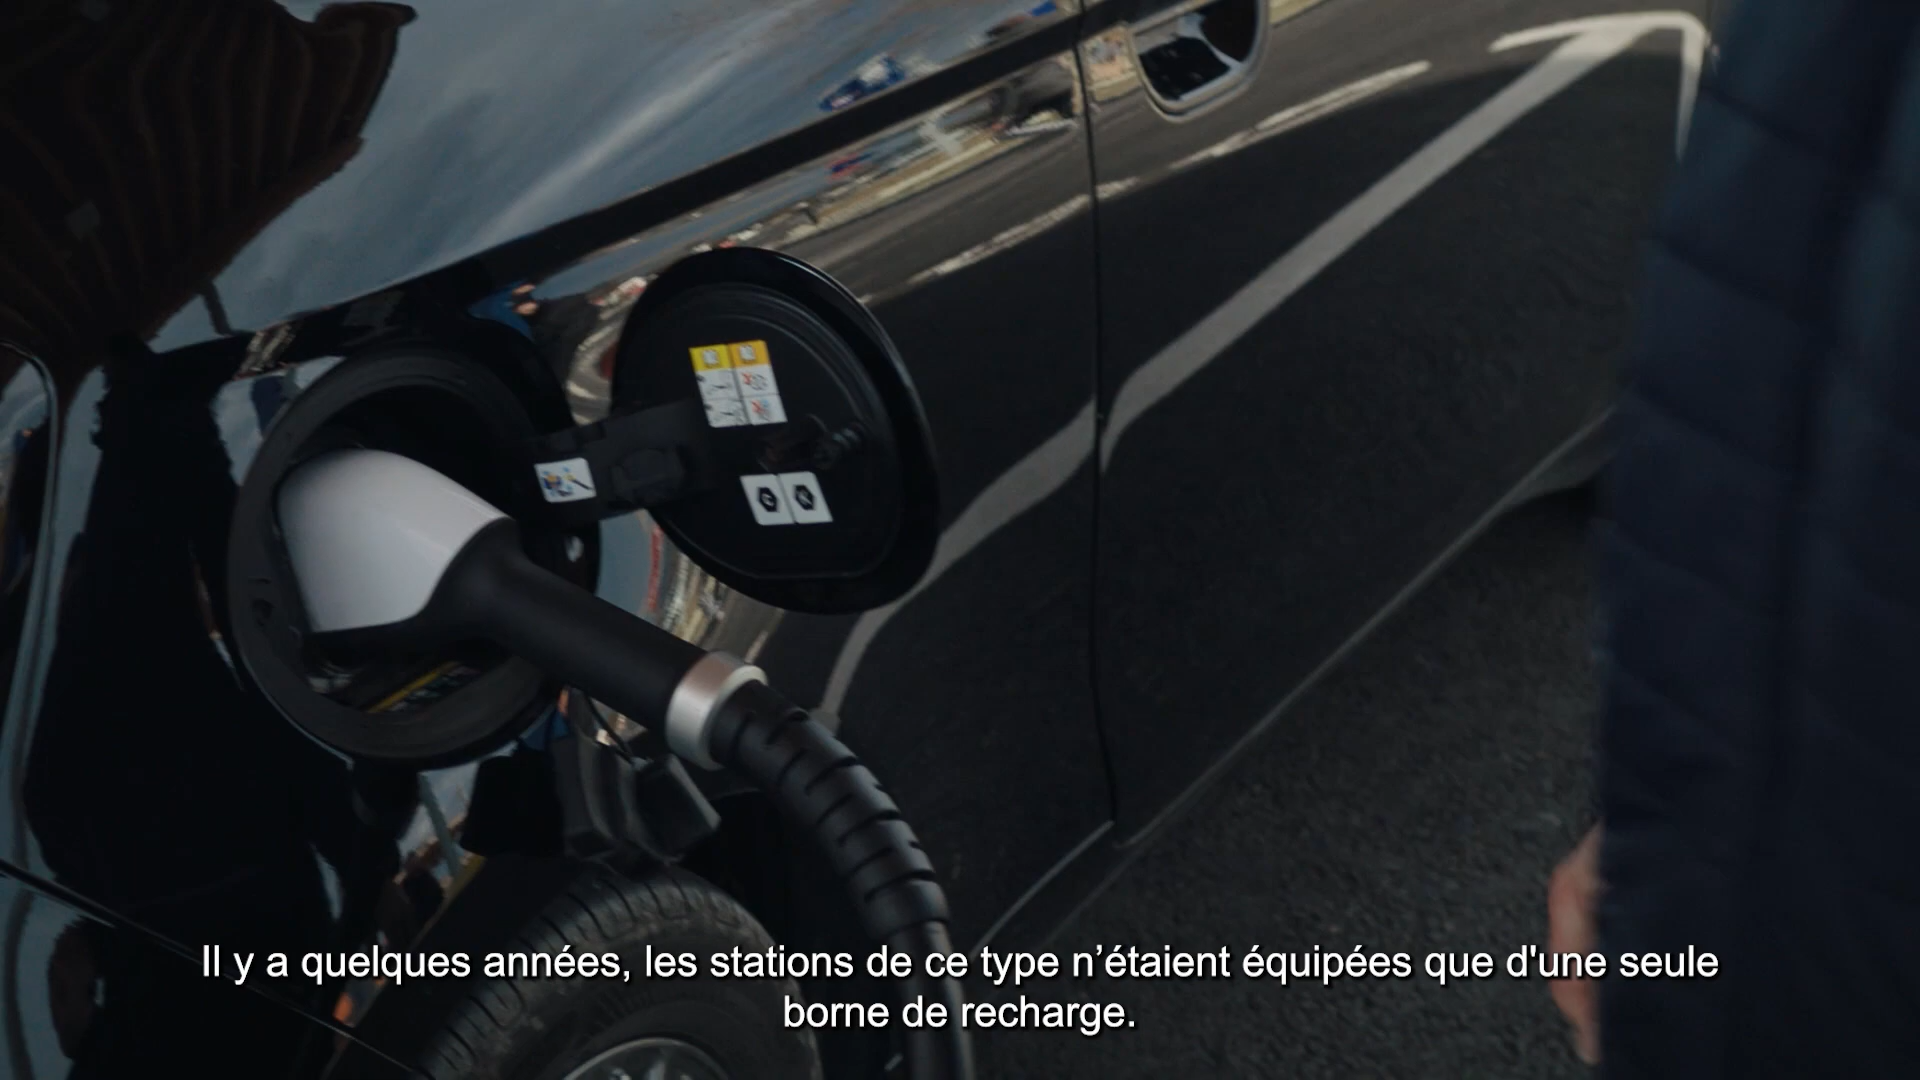 Il y a quelques années, les stations de ce type n’étaient équipées que d'une seule
borne de recharge.